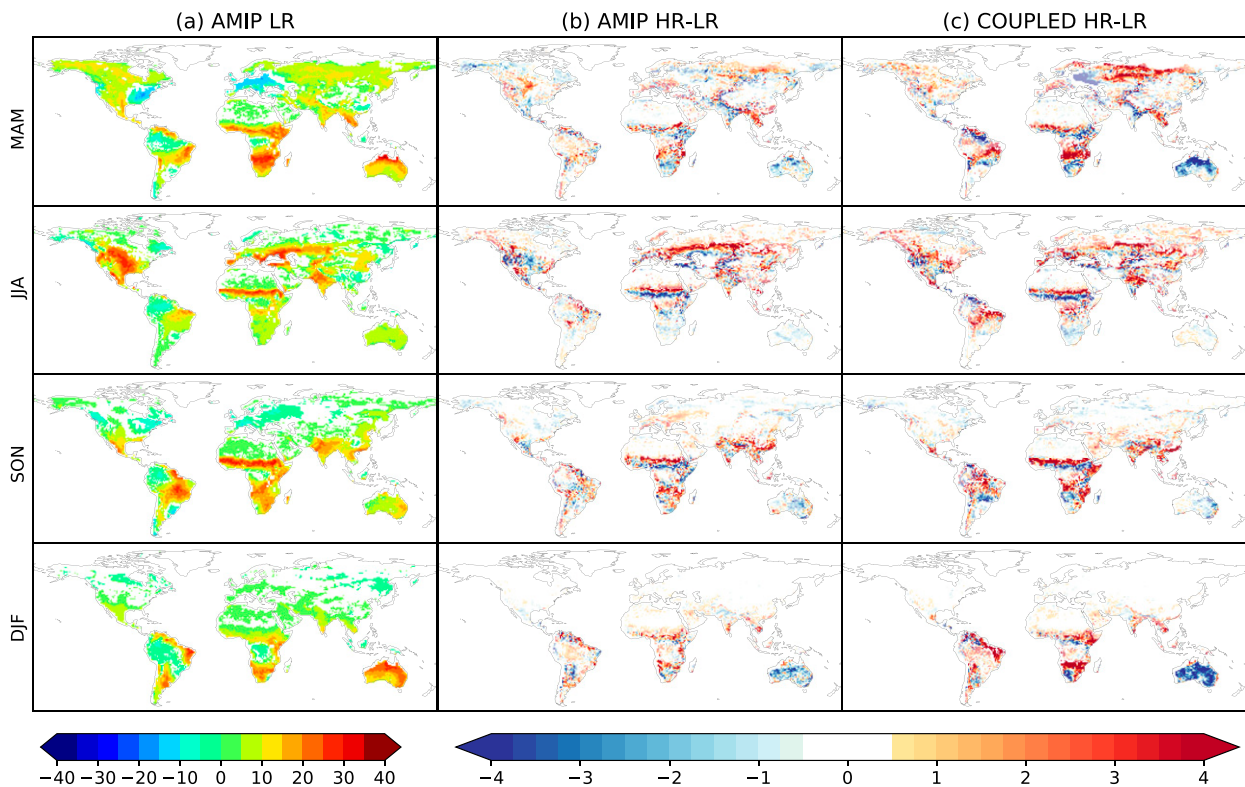 (a) AMIP LR
(b) AMIP HR-LR
(c) COUPLED HR-LR
MAM
JJA
SON
DJF
−40 −30 −20 −10 0 10 20 30 40
−4 −3 −2 −1 0 1 2 3 4